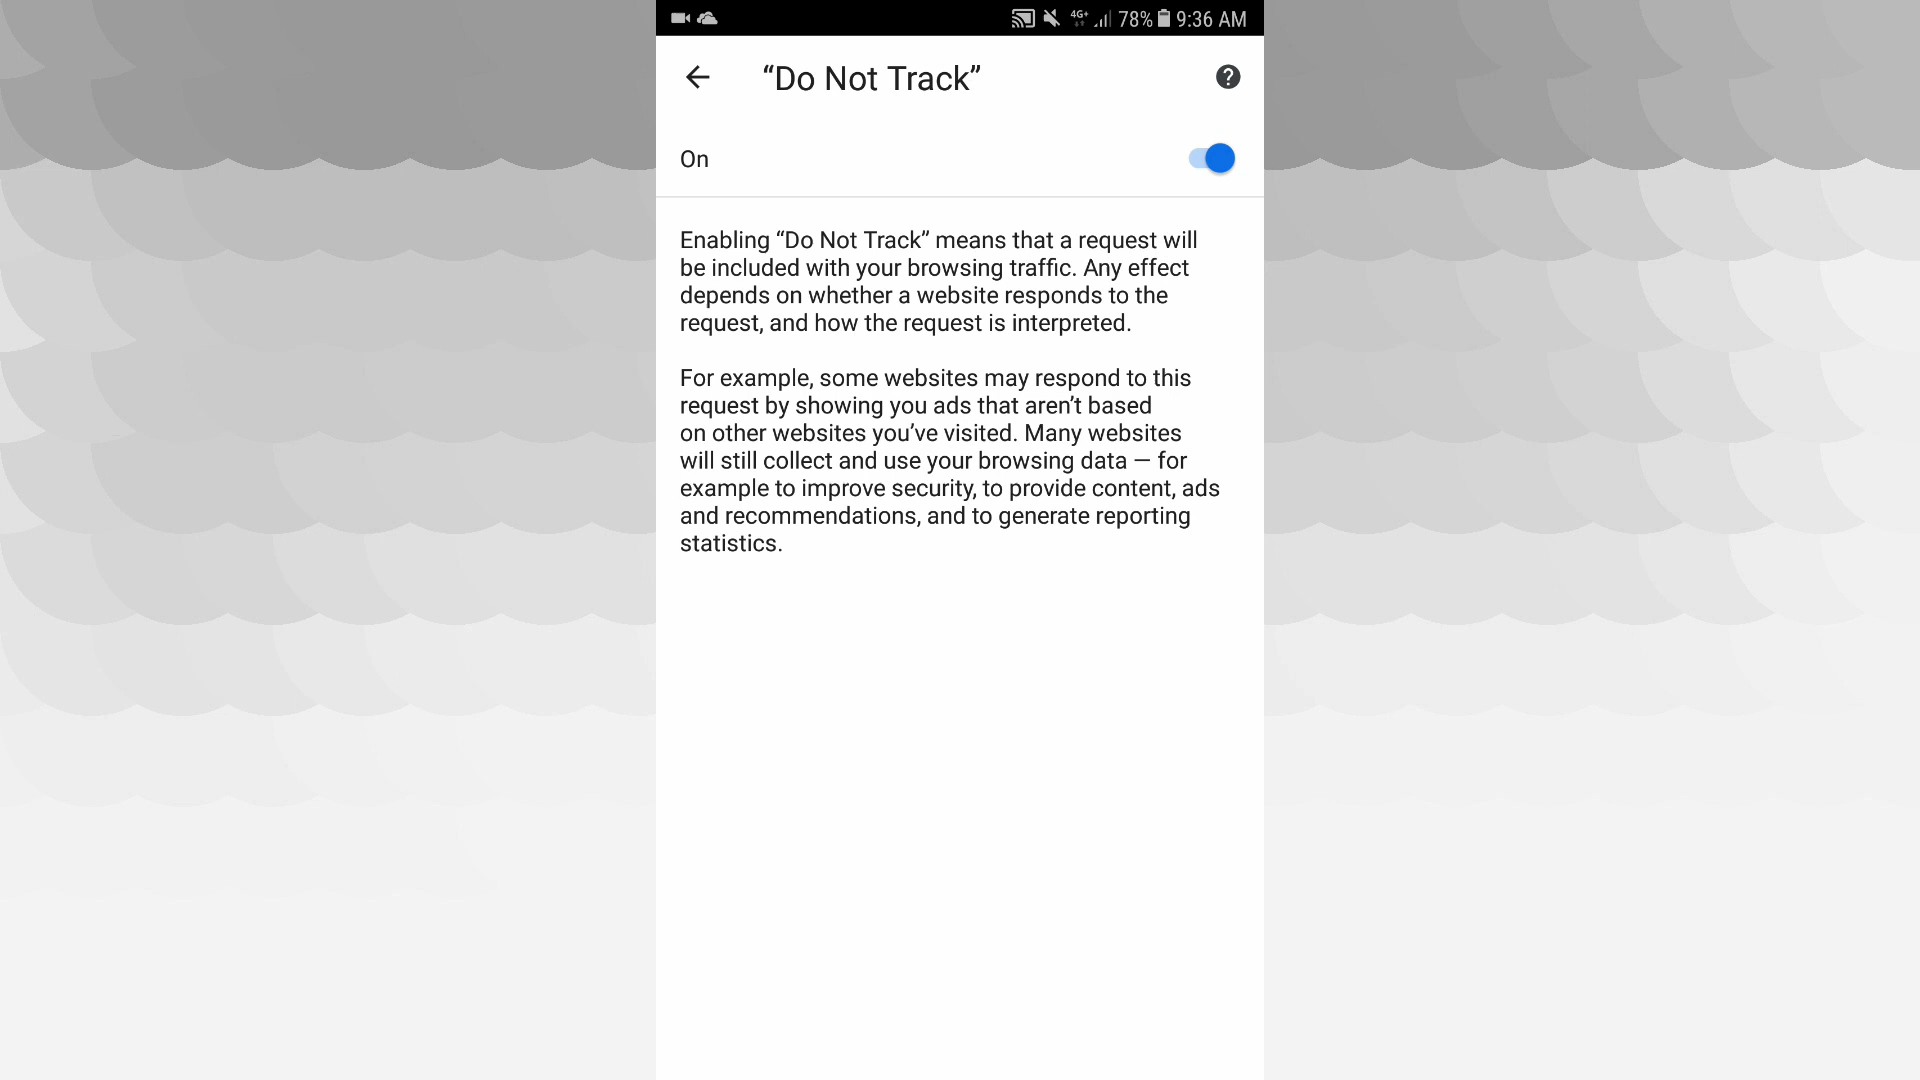 4G+ 78% 9:36 AM
“Do Not Track”
On
Enabling “Do Not Track” means that a request will
be included with your browsing traffic. Any effect
depends on whether a website responds to the
request, and how the request is interpreted.
For example, some websites may respond to this
request by showing you ads that aren’t based
on other websites you’ve visited. Many websites
will still collect and use your browsing data — for
example to improve security, to provide content, ads
and recommendations, and to generate reporting
statistics.